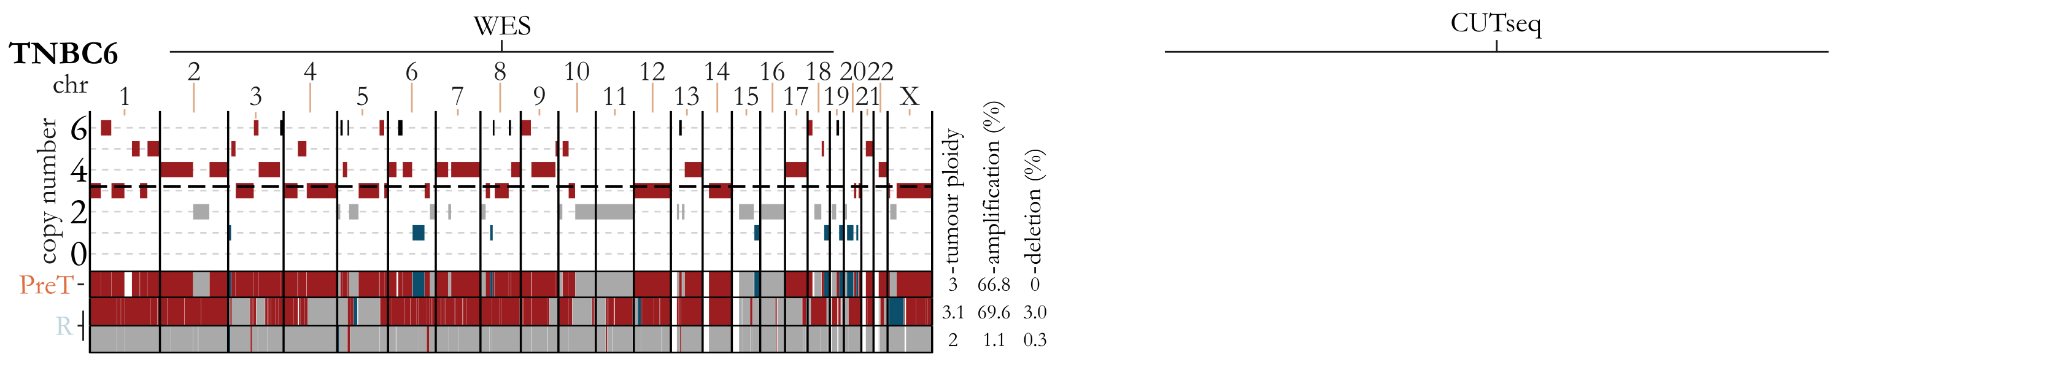 WES
CUTseq
TNBC6
chr
2 4 6 8 10 12 14 16 18 20 22
1 3 5 7 9 11 13 15 17 19 21 X
copy number
6
4
2
0
-tumour ploidy
-amplification (%)
-deletion (%)
PreT- 3 66.8 0
R 3.1 69.6 3.0
2 1.1 0.3